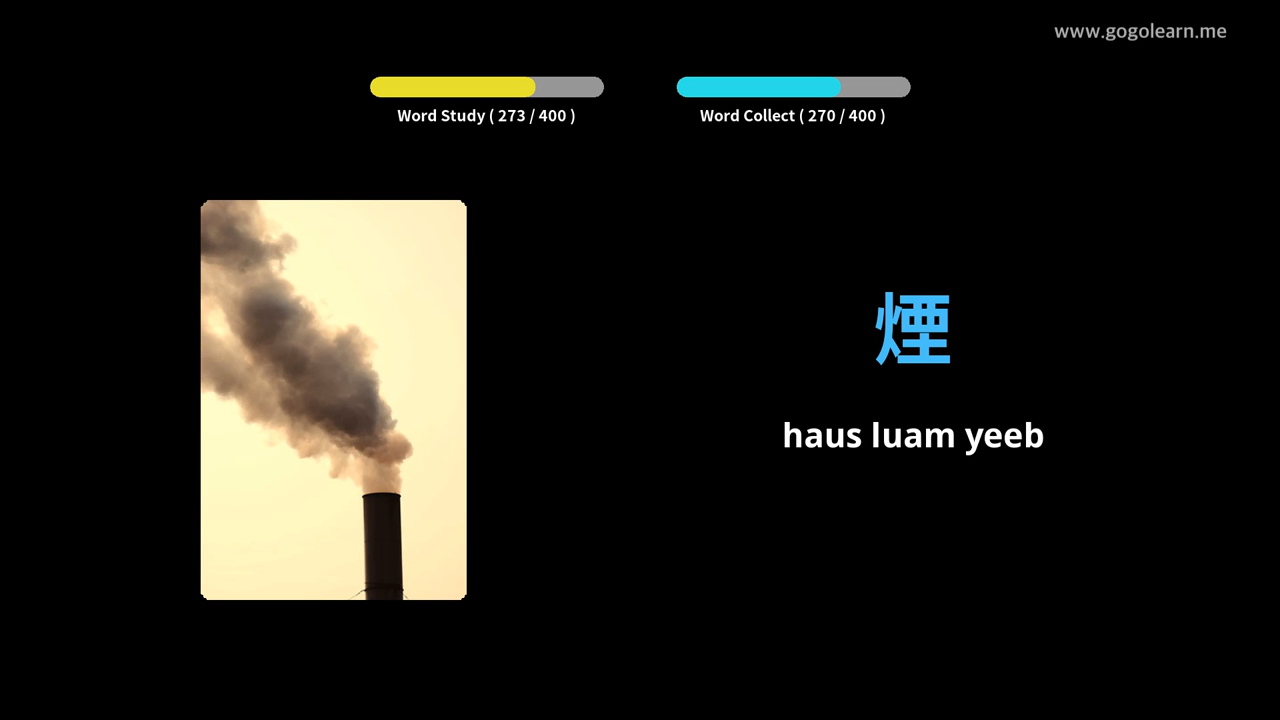 www.gogolearn.me
Word Study ( 273 / 400 )
Word Collect ( 270 / 400 )
煙
haus luam yeeb